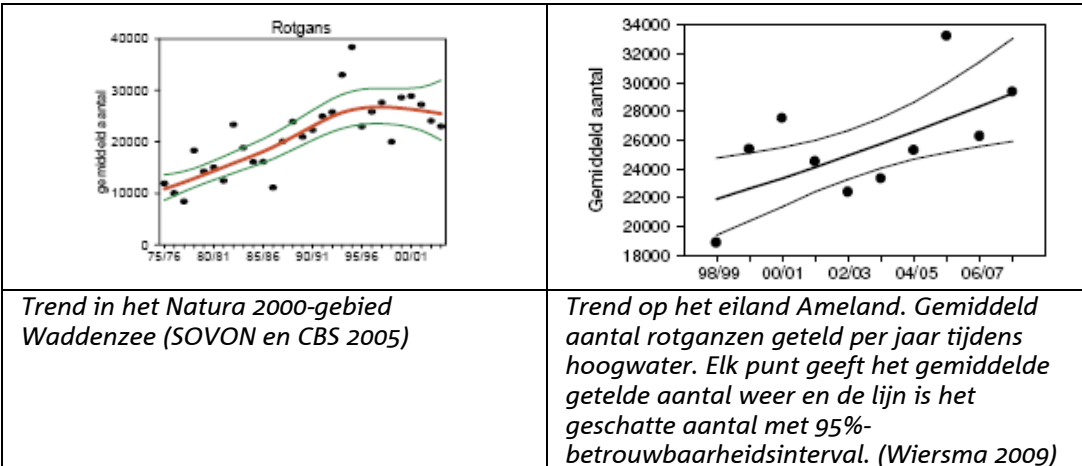 Rotgans
gemiddeld aantal
40000
30000
20000
10000
0
75/76 80/81 85/86 90/91 95/96 00/01
Gemiddeld aantal
34000
32000
30000
28000
26000
24000
22000
20000
18000
98/99 00/01 02/03 04/05 06/07
Trend in het Natura 2000-gebied
Waddenzee (SOVON en CBS 2005)
Trend op het eiland Ameland. Gemiddeld
aantal rotganzen geteld per jaar tijdens
hoogwater. Elk punt geeft het gemiddelde
getelde aantal weer en de lijn is het
geschatte aantal met 95%-
betrouwbaarheidsinterval. (Wiersma 2009)